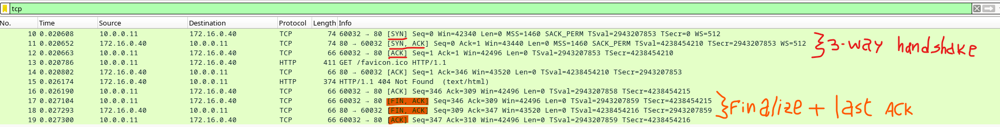 tcp
No. Time Source Destination Protocol Length Info
10 0.020608 10.0.0.11 172.16.0.40 TCP 74 60032 → 80 [SYN] Seq=0 Win=42340 Len=0 MSS=1460 SACK_PERM TSval=2943207853 TSecr=0 WS=512
11 0.020652 172.16.0.40 10.0.0.11 TCP 74 80 → 60032 [SYN, ACK] Seq=0 Ack=1 Win=43440 Len=0 MSS=1460 SACK_PERM TSval=4238454210 TSecr=2943207853 WS=512
3-way handshake
12 0.020663 10.0.0.11 172.16.0.40 TCP 66 60032 → 80 [ACK] Seq=1 Ack=1 Win=42496 Len=0 TSval=2943207853 TSecr=4238454210
13 0.020786 10.0.0.11 172.16.0.40 HTTP 411 GET /favicon.ico HTTP/1.1
14 0.020802 172.16.0.40 10.0.0.11 TCP 66 80 → 60032 [ACK] Seq=1 Ack=346 Win=43520 Len=0 TSval=4238454210 TSecr=2943207853
15 0.026174 172.16.0.40 10.0.0.11 HTTP 374 HTTP/1.1 404 Not Found (text/html)
16 0.026190 10.0.0.11 172.16.0.40 TCP 66 60032 → 80 [ACK] Seq=346 Ack=309 Win=42496 Len=0 TSval=2943207858 TSecr=4238454215
17 0.027104 10.0.0.11 172.16.0.40 TCP 66 60032 → 80 [FIN, ACK] Seq=346 Ack=309 Win=42496 Len=0 TSval=2943207859 TSecr=4238454215
18 0.027293 172.16.0.40 10.0.0.11 TCP 66 80 → 60032 [FIN, ACK] Seq=309 Ack=347 Win=43520 Len=0 TSval=4238454216 TSecr=2943207859
Finalize + last ACK
19 0.027300 10.0.0.11 172.16.0.40 TCP 66 60032 → 80 [ACK] Seq=347 Ack=310 Win=42496 Len=0 TSval=2943207859 TSecr=4238454216